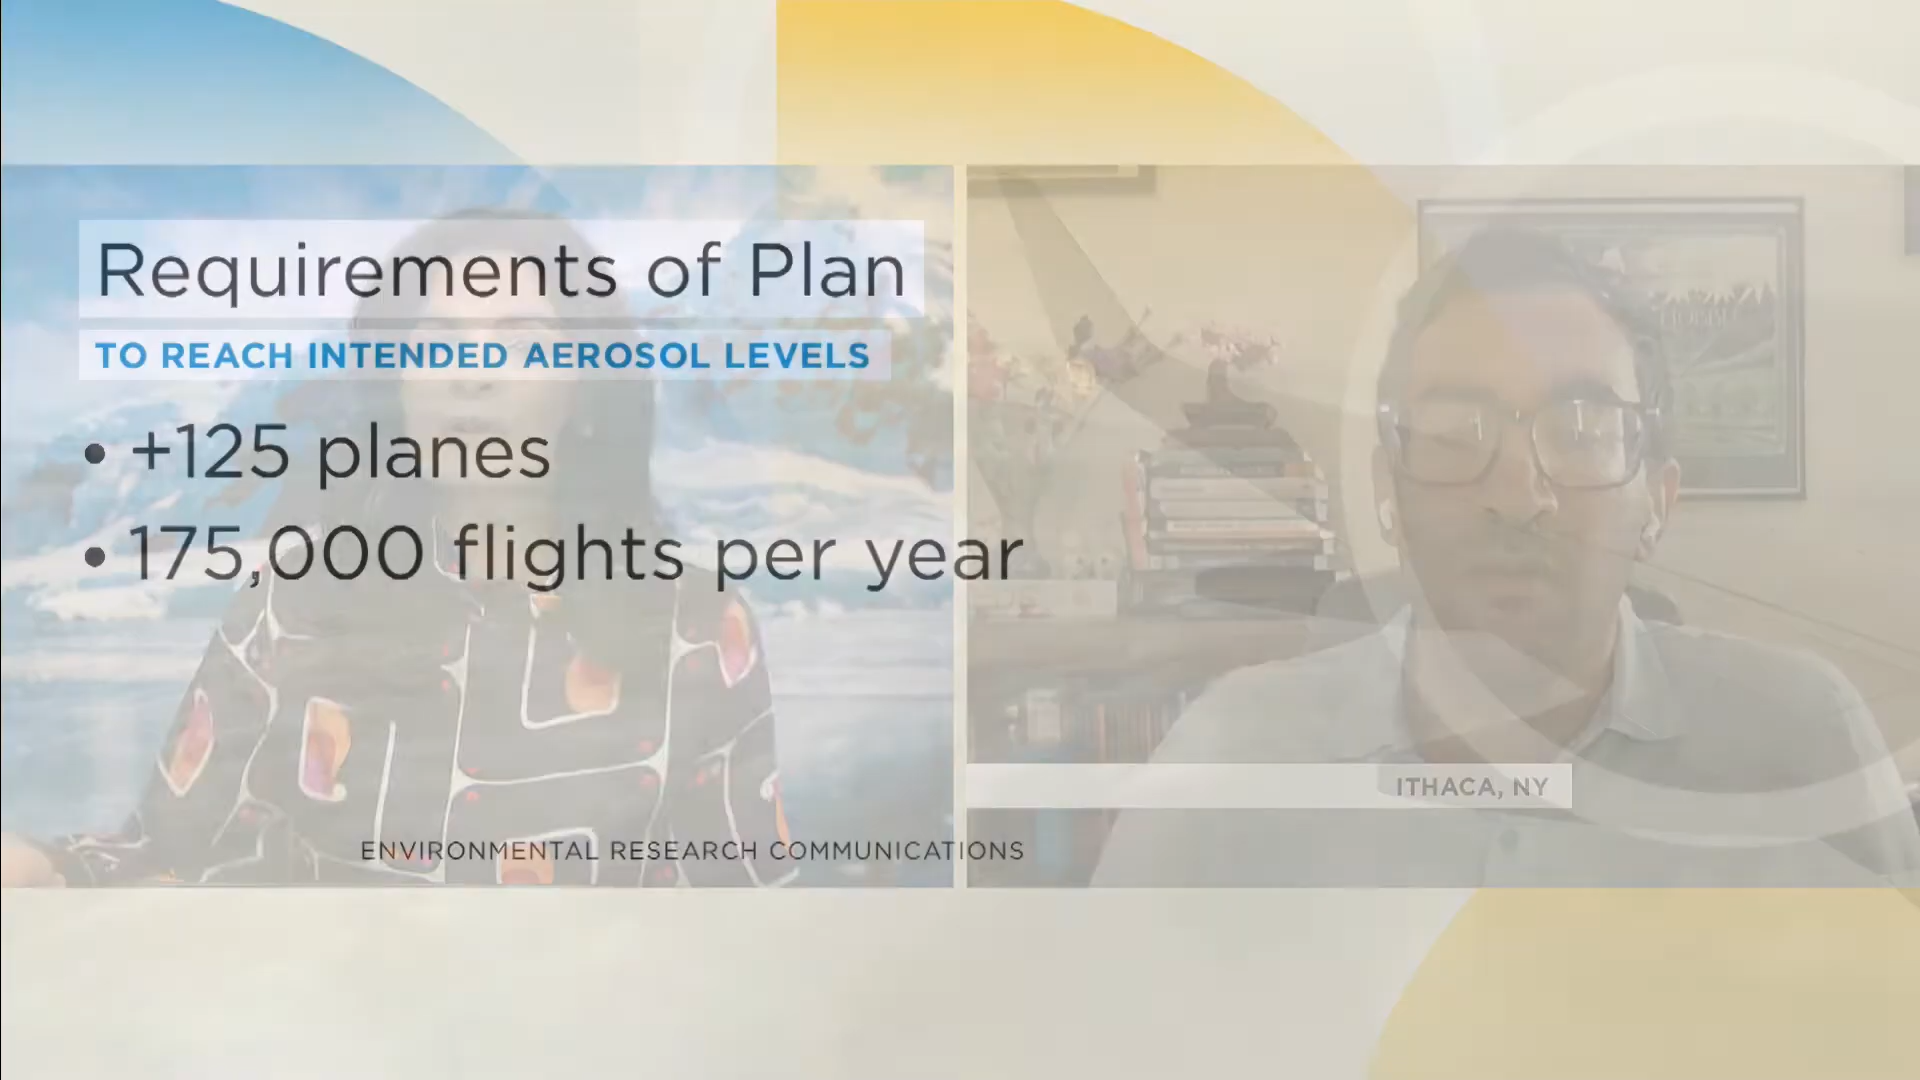 Requirements of Plan
TO REACH INTENDED AEROSOL LEVELS
• +125 planes
• 175,000 flights per year
ITHACA, NY
ENVIRONMENTAL RESEARCH COMMUNICATIONS